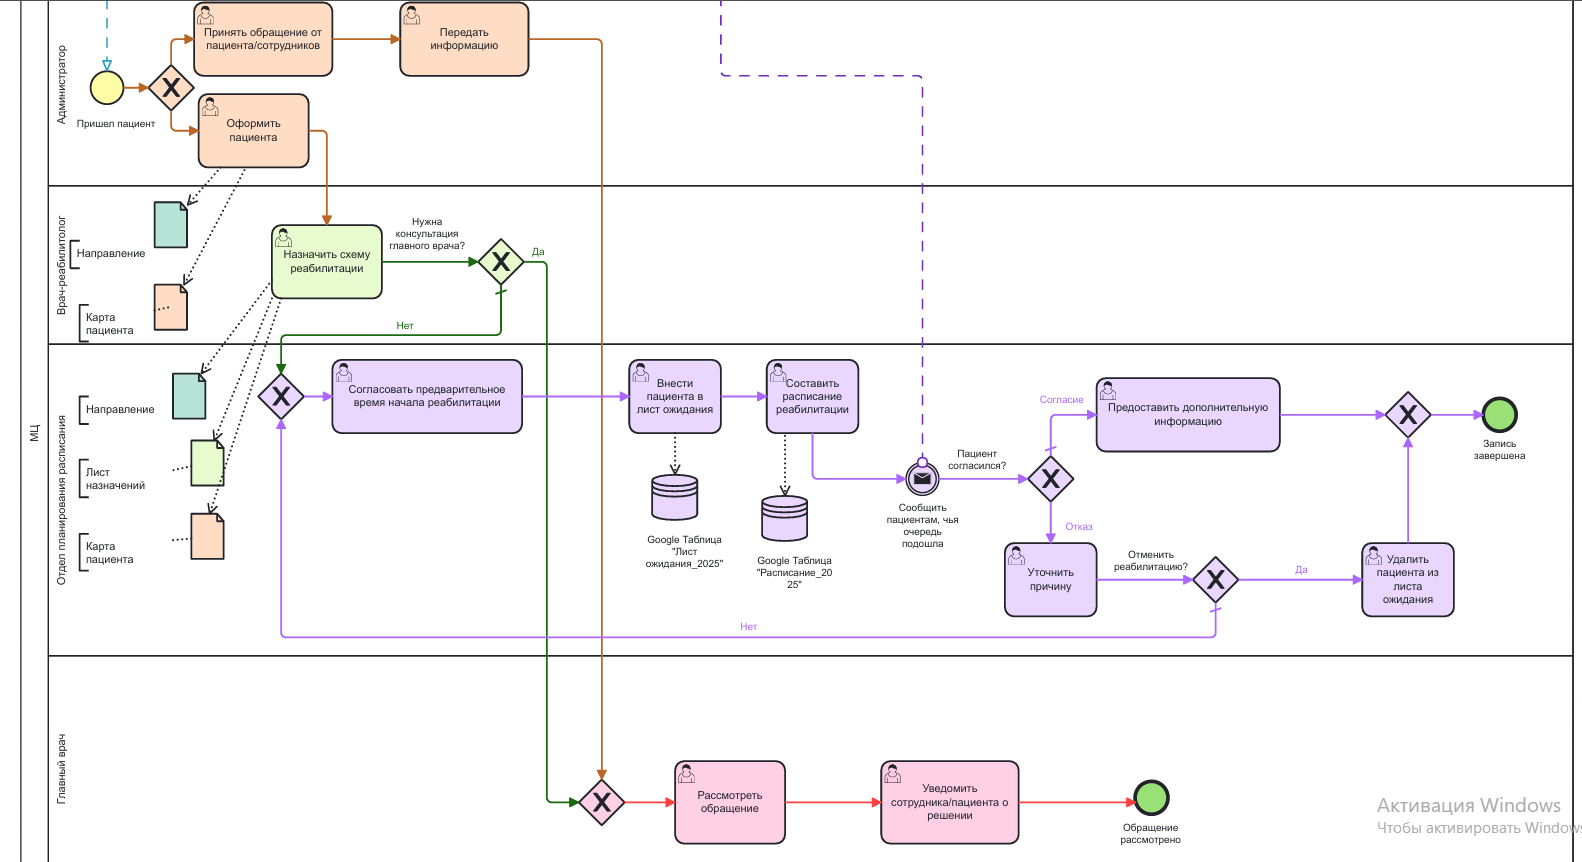 МЦ
Администратор
Принять обращение от
пациента/сотрудников
Передать
информацию
Пришел пациент
Оформить
пациента
Врач-реабилитолог
Направление
Карта
пациента
Назначить схему
реабилитации
Нужна
консультация
главного врача?
Да
Нет
Отдел планирования расписания
Направление
Лист
назначений
Карта
пациента
Согласовать предварительное
время начала реабилитации
Внести
пациента в
лист ожидания
Составить
расписание
реабилитации
Google Таблица
"Лист
ожидания_2025"
Google Таблица
"Расписание_20
25"
Сообщить
пациентам, чья
очередь
подошла
Пациент
согласился?
Согласие
Предоставить дополнительную
информацию
Запись
завершена
Отказ
Уточнить
причину
Отменить
реабилитацию?
Да
Удалить
пациента из
листа
ожидания
Нет
Главный врач
Рассмотреть
обращение
Уведомить
сотрудника/пациента о
решении
Обращение
рассмотрено
Активация Windows
Чтобы активировать Windows